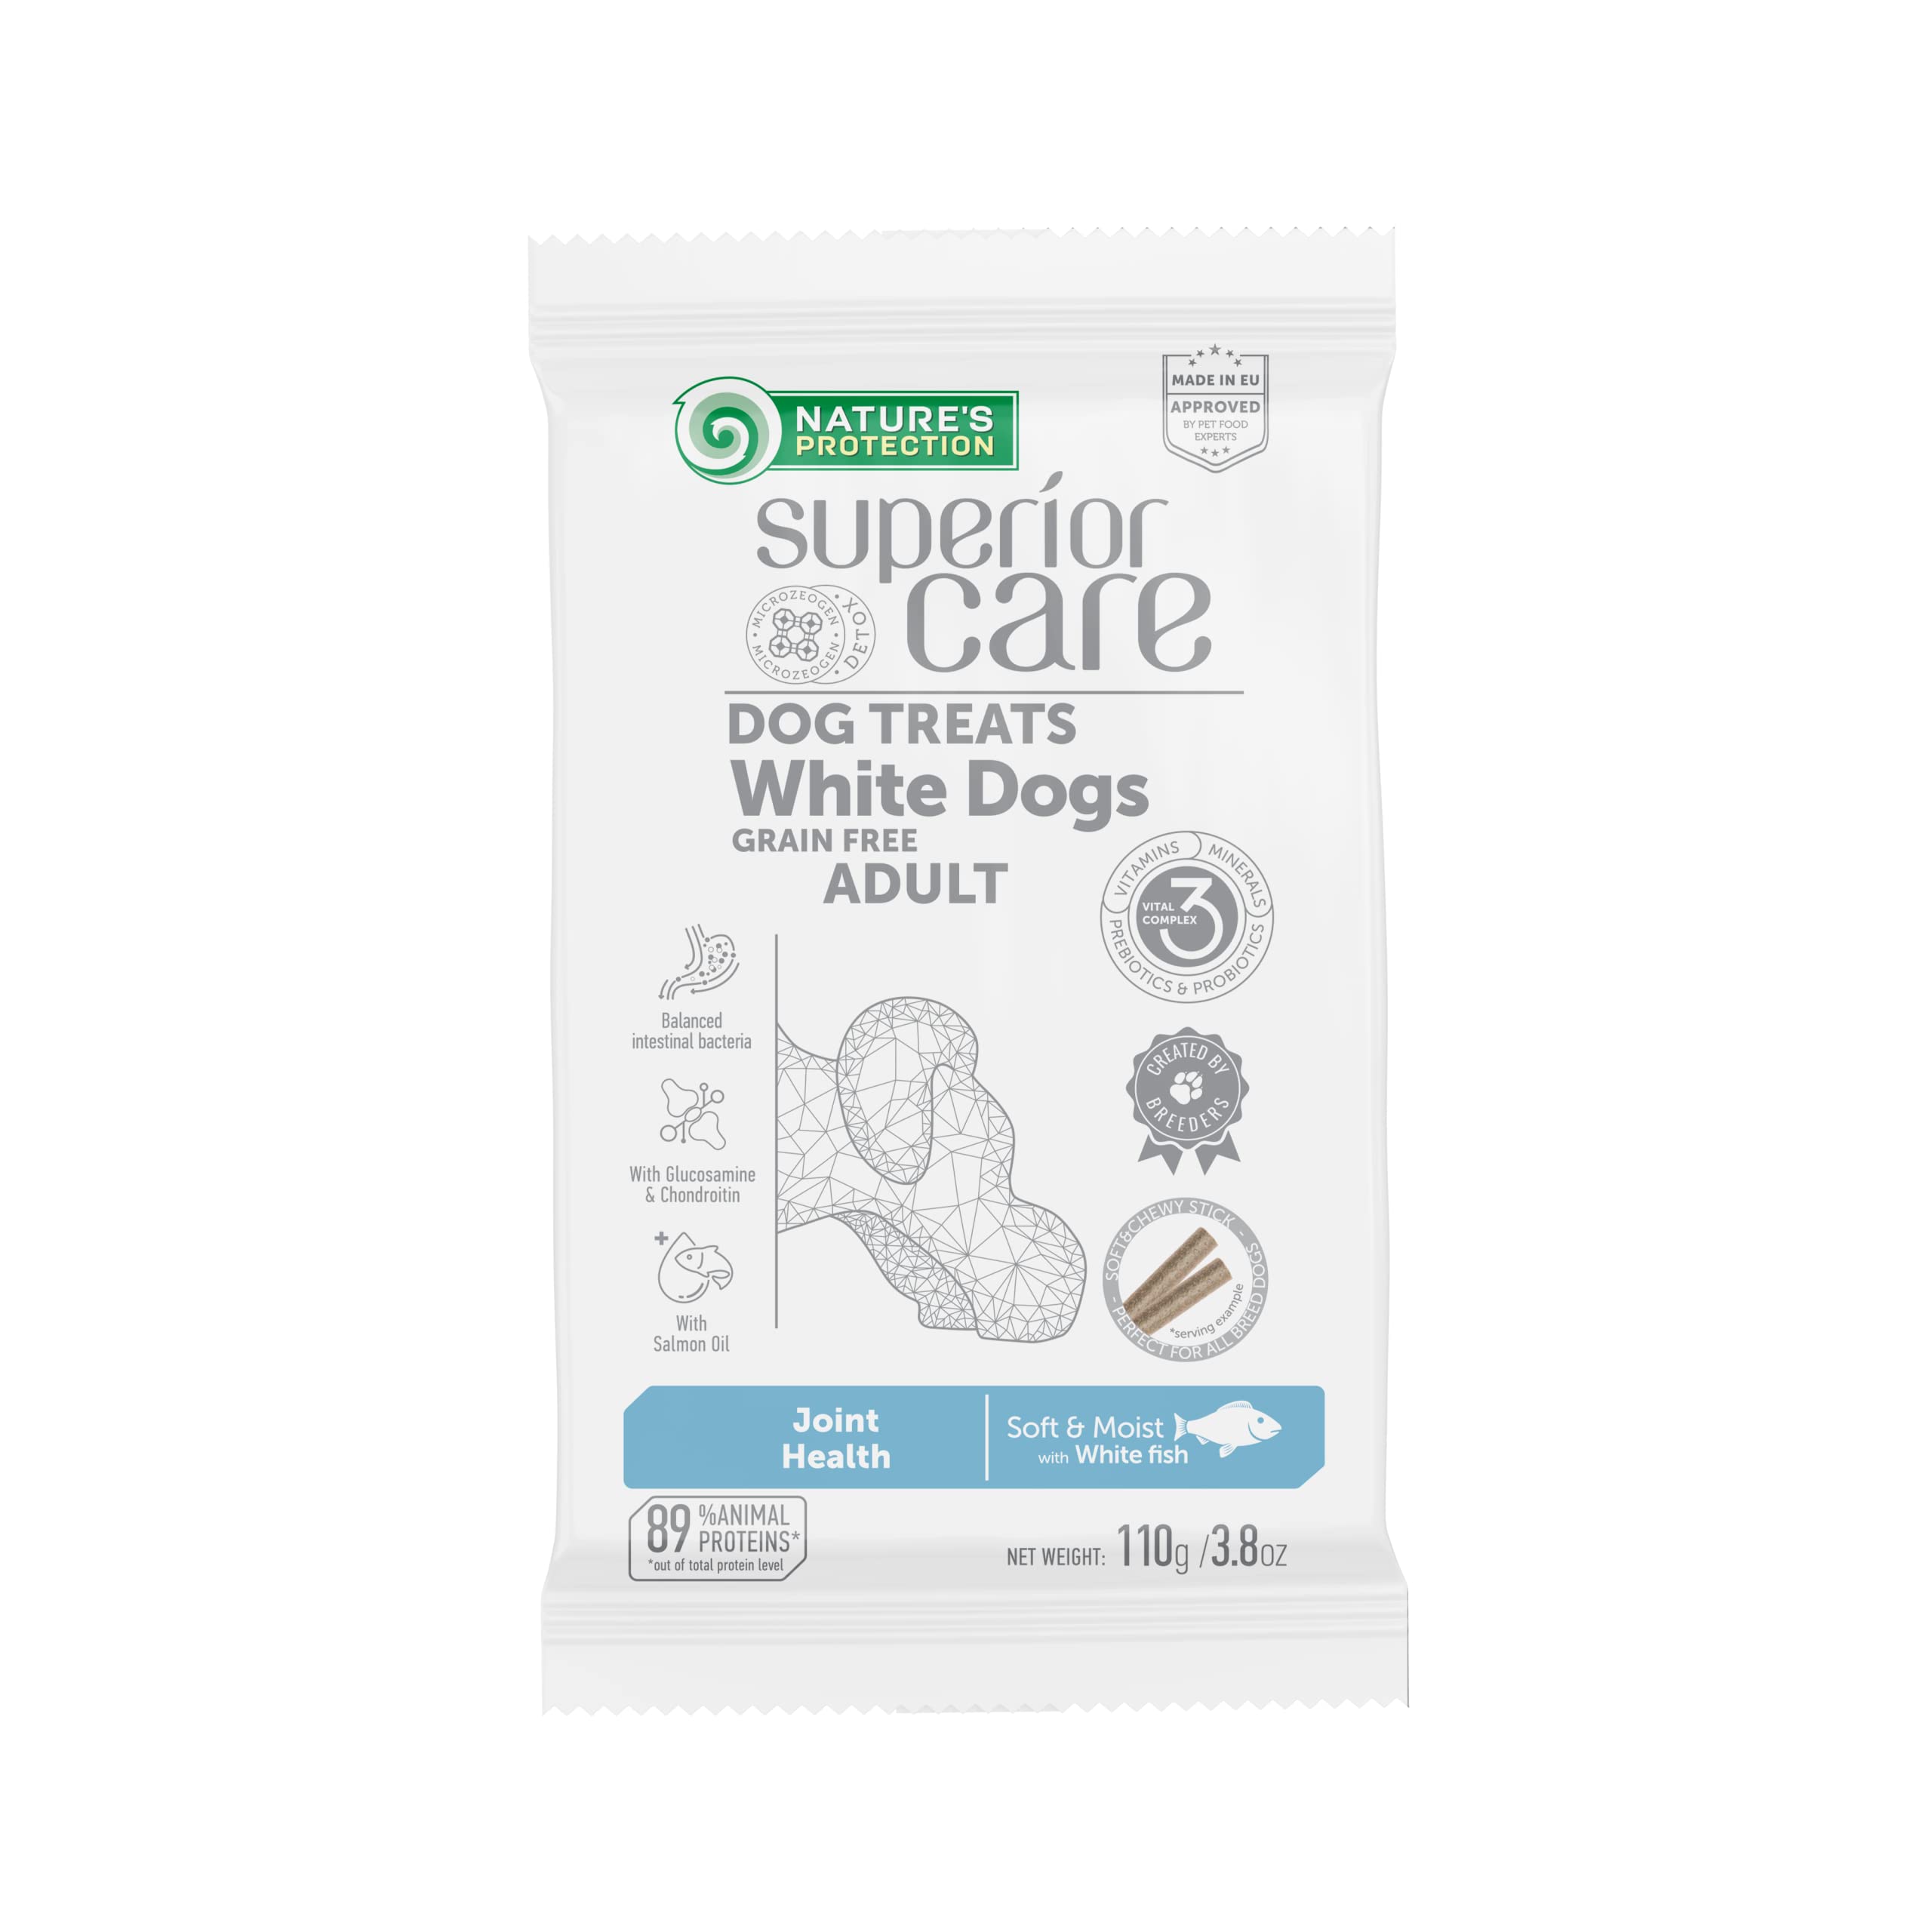 NATURE'S
PROTECTION
MADE IN EU
APPROVED
BY PET FOOD
EXPERTS
superior
care
MICROZEOGEN
MICROZEOGEN
DETOX
DOG TREATS
White Dogs
GRAIN FREE
ADULT
VITAMINS
MINERALS
PREBIOTICS & PROBIOTICS
VITAL
COMPLEX
3
Balanced
intestinal bacteria
With Glucosamine
& Chondroitin
With
Salmon Oil
CREATED BY
BREEDERS
SOFT&CHEWY STICK -
- PERFECT FOR ALL BREED DOGS
*serving example
Joint
Health
Soft & Moist
with White fish
89 %ANIMAL
PROTEINS*
*out of total protein level
NET WEIGHT: 110g /3.8oz